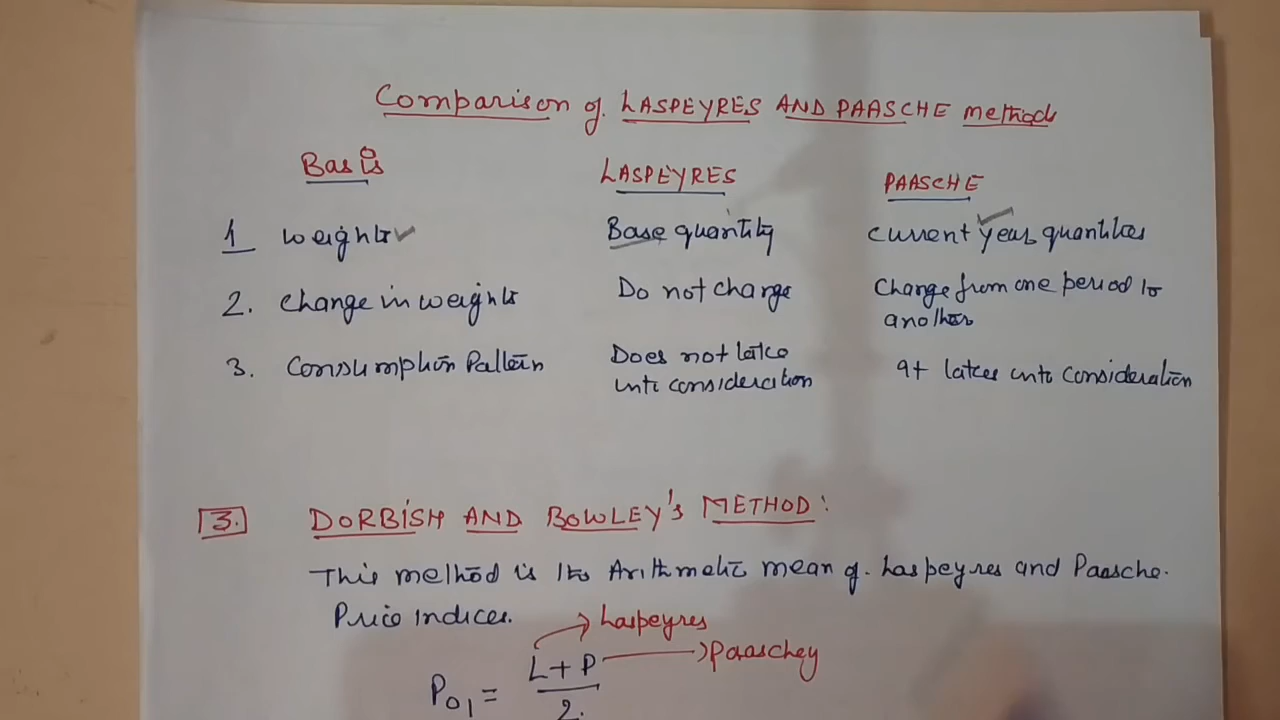 Comparison of LASPEYRES AND PAASCHE methods
Basis LASPEYRES PAASCHE
1 weights Base quantity current year quantities
2. Change in weights Do not change Change from one period to
another
3. Consumption Pattern Does not take
into consideration
It takes into consideration
3. DORBISH AND BOWLEY'S METHOD:
This method is the Arithmetic mean of Laspeyres and Paasche.
Price indices.
Laspeyres
Paaschey
P01 = L+P
2.